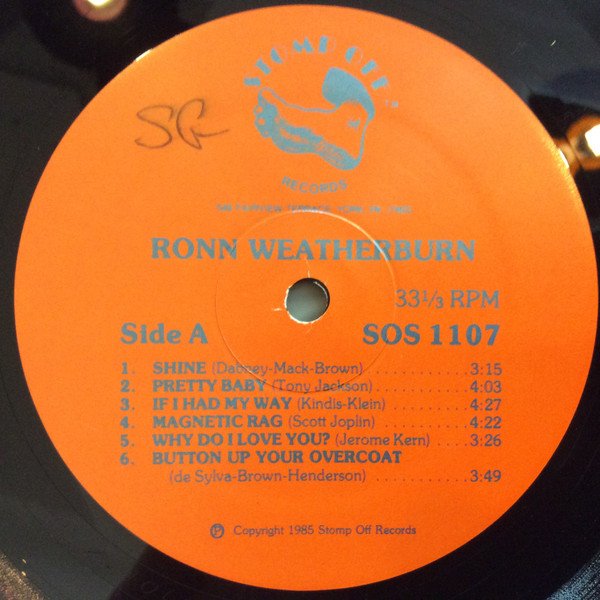 STOMP OFF
RECORDS
SG
RONN WEATHERBURN
33⅓ RPM
Side A SOS 1107
1. SHINE (Dabney-Mack-Brown) ............ 3:15
2. PRETTY BABY (Tony Jackson) ............ 4:03
3. IF I HAD MY WAY (Kindis-Klein) .......... 4:27
4. MAGNETIC RAG (Scott Joplin) ........... 4:22
5. WHY DO I LOVE YOU? (Jerome Kern) .... 3:26
6. BUTTON UP YOUR OVERCOAT
(de Sylva-Brown-Henderson) ............ 3:49
Ⓟ Copyright 1985 Stomp Off Records